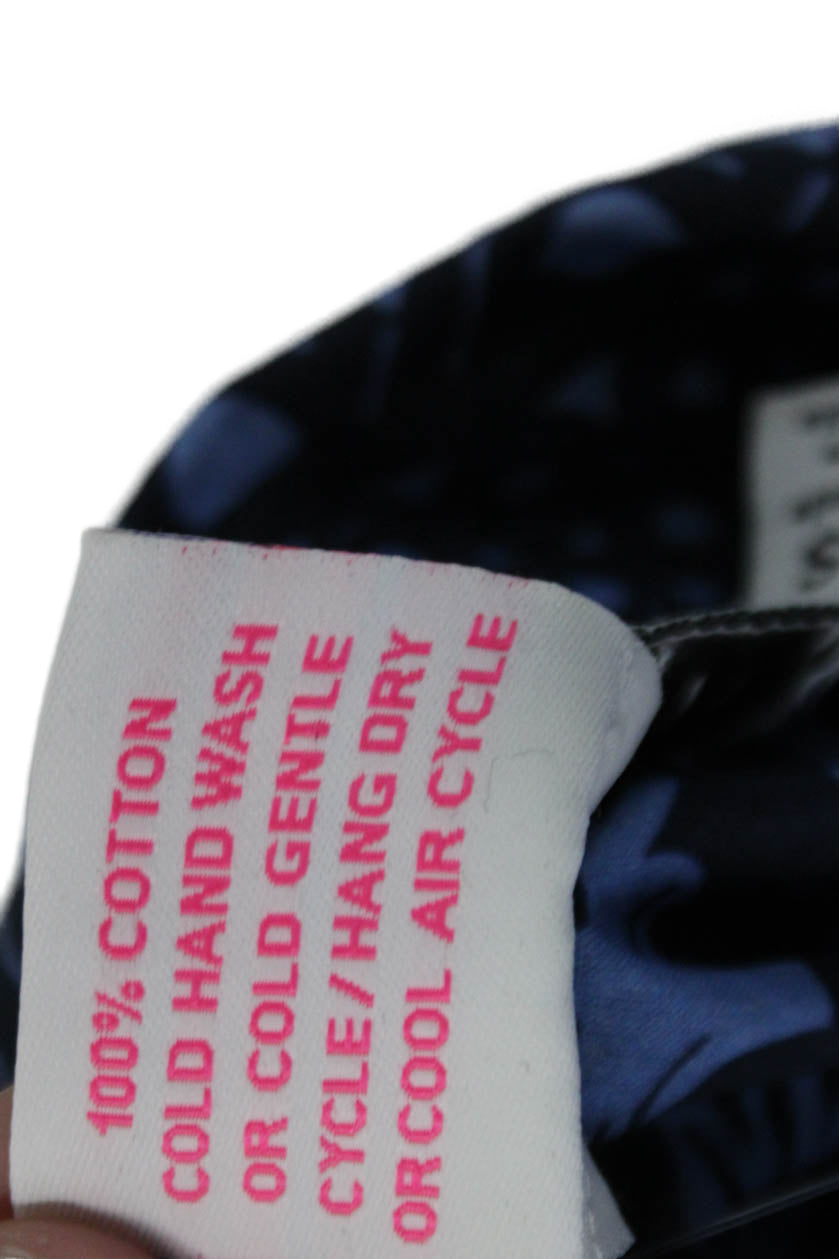 100% COTTON
COLD HAND WASH
OR COLD GENTLE
CYCLE / HANG DRY
OR COOL AIR CYCLE